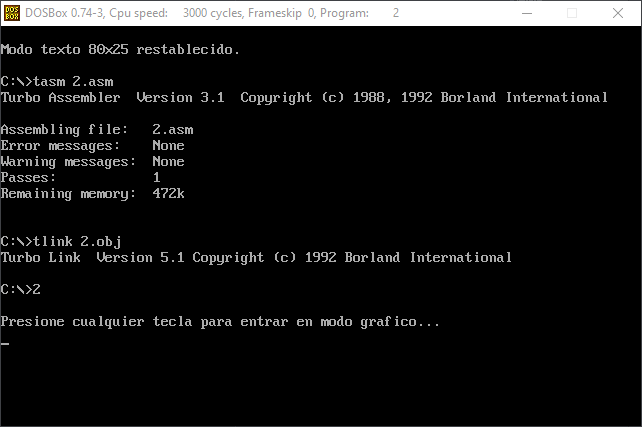 DOS BOX
DOSBox 0.74-3, Cpu speed: 3000 cycles, Frameskip 0, Program: 2
Modo texto 80x25 restablecido.
C:\>tasm 2.asm
Turbo Assembler Version 3.1 Copyright (c) 1988, 1992 Borland International
Assembling file: 2.asm
Error messages: None
Warning messages: None
Passes: 1
Remaining memory: 472k
C:\>tlink 2.obj
Turbo Link Version 5.1 Copyright (c) 1992 Borland International
C:\>2
Presione cualquier tecla para entrar en modo grafico...
_